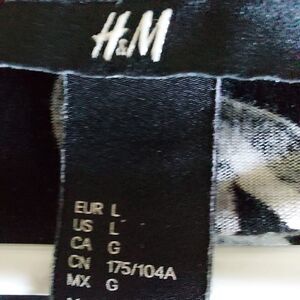 H&M
EUR L
US L
CA G
CN 175/104A
MX G